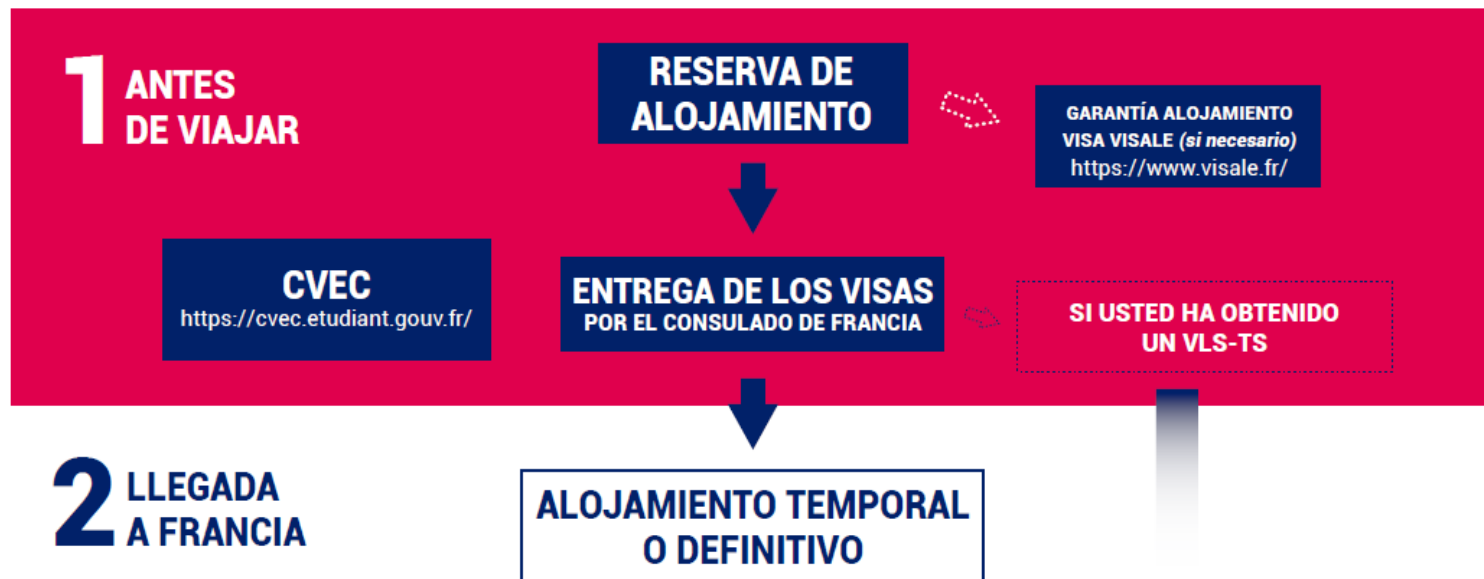 1 ANTES
DE VIAJAR
RESERVA DE
ALOJAMIENTO
GARANTÍA ALOJAMIENTO
VISA VISALE (si necesario)
https://www.visale.fr/
CVEC
https://cvec.etudiant.gouv.fr/
ENTREGA DE LOS VISAS
POR EL CONSULADO DE FRANCIA
SI USTED HA OBTENIDO
UN VLS-TS
2 LLEGADA
A FRANCIA
ALOJAMIENTO TEMPORAL
O DEFINITIVO